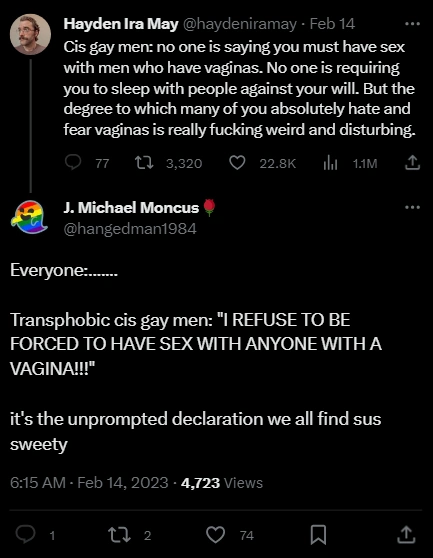 Hayden Ira May @haydeniramay · Feb 14
Cis gay men: no one is saying you must have sex
with men who have vaginas. No one is requiring
you to sleep with people against your will. But the
degree to which many of you absolutely hate and
fear vaginas is really fucking weird and disturbing.
77 3,320 22.8K 1.1M
J. Michael Moncus🌹
@hangedman1984
Everyone:.......
Transphobic cis gay men: "I REFUSE TO BE
FORCED TO HAVE SEX WITH ANYONE WITH A
VAGINA!!!"
it's the unprompted declaration we all find sus
sweety
6:15 AM · Feb 14, 2023 · 4,723 Views
1 2 74